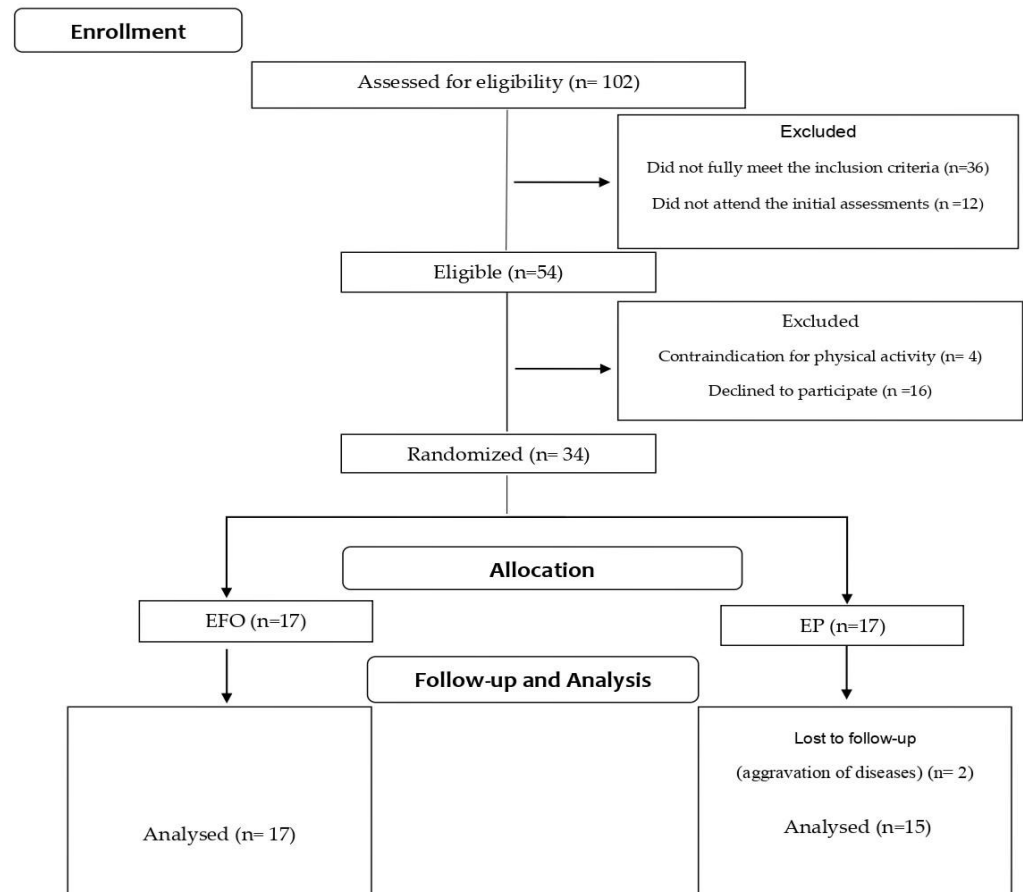 Enrollment
Assessed for eligibility (n= 102)
Excluded
Did not fully meet the inclusion criteria (n=36)
Did not attend the initial assessments (n =12)
Eligible (n=54)
Excluded
Contraindication for physical activity (n= 4)
Declined to participate (n =16)
Randomized (n= 34)
Allocation
EFO (n=17)
EP (n=17)
Follow-up and Analysis
Lost to follow-up
(aggravation of diseases) (n= 2)
Analysed (n= 17)
Analysed (n=15)